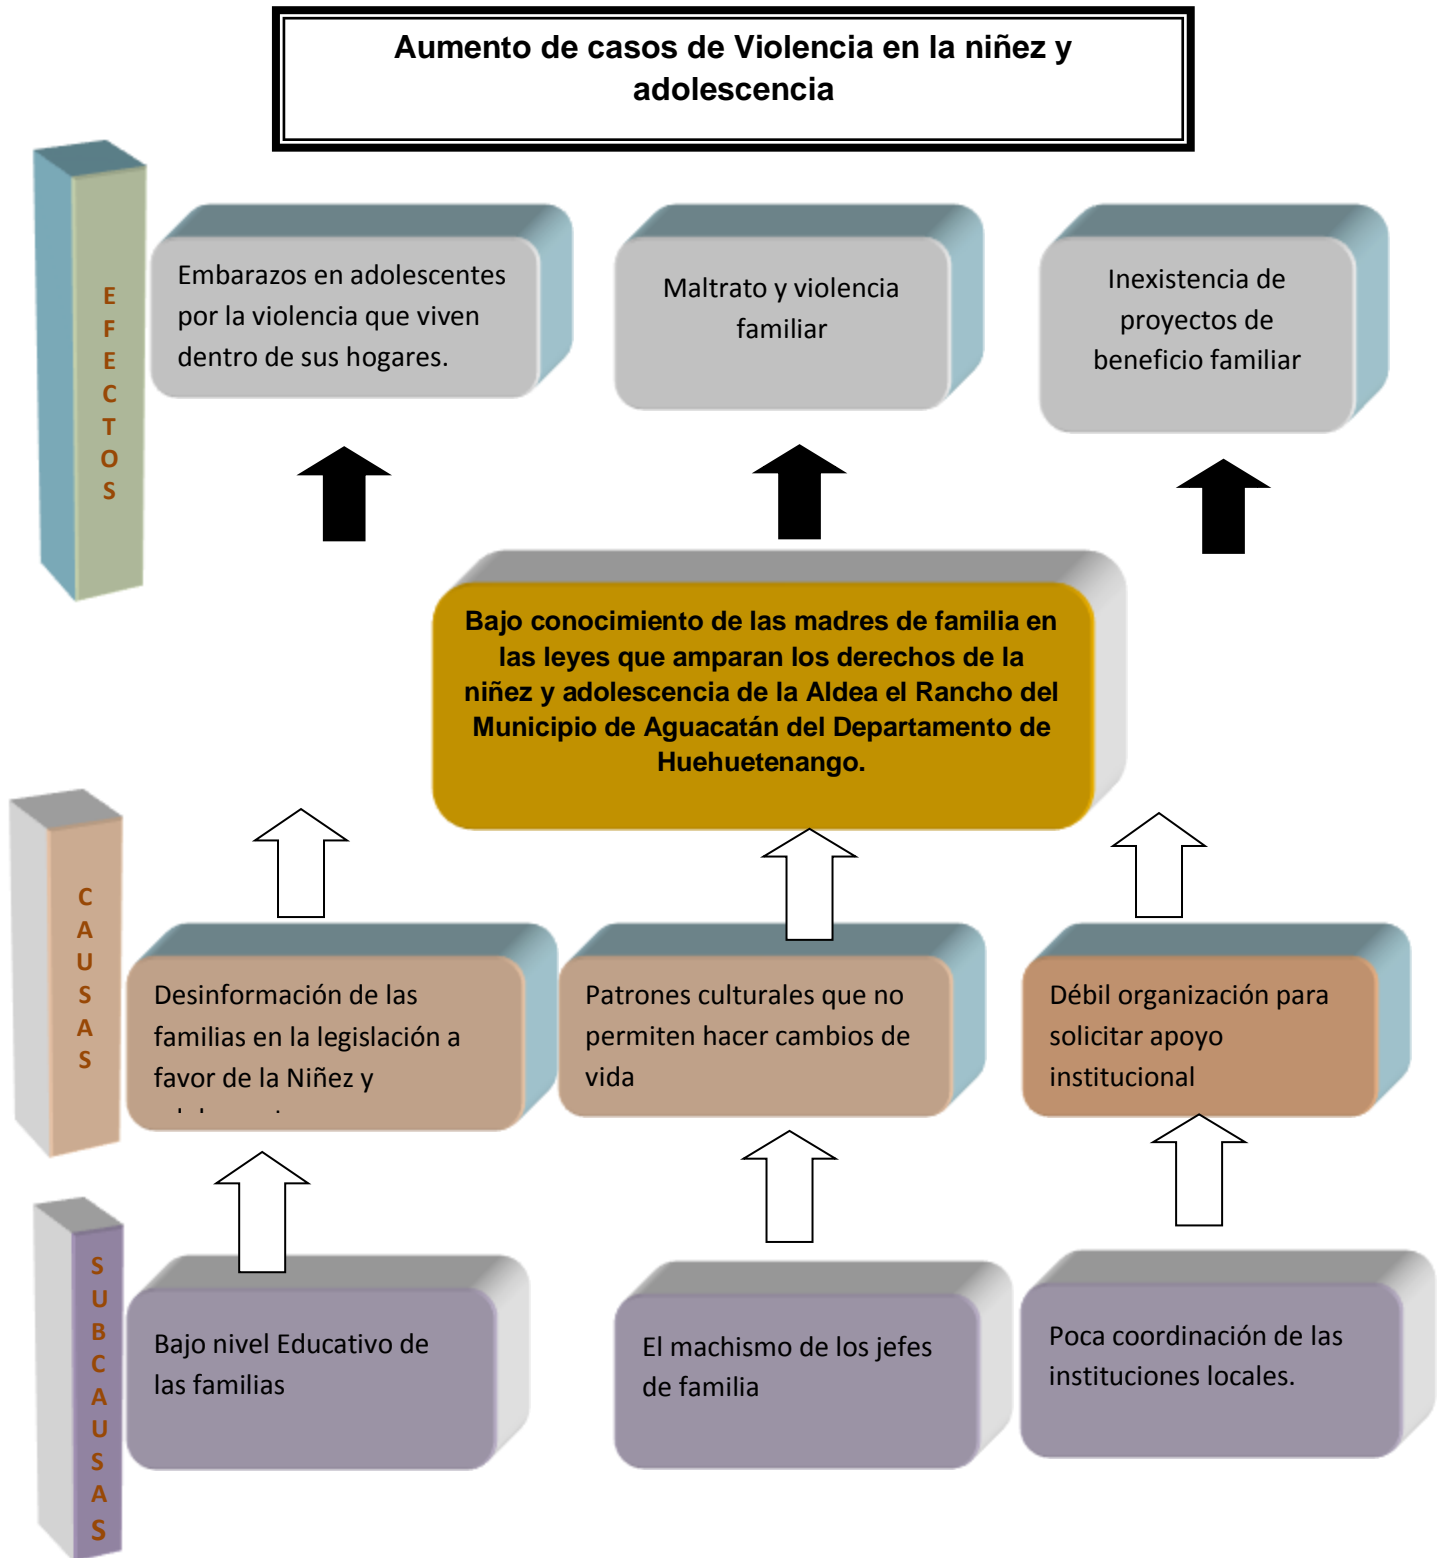 Aumento de casos de Violencia en la niñez y
adolescencia
EFECTOS
Embarazos en adolescentes
por la violencia que viven
dentro de sus hogares.
Maltrato y violencia
familiar
Inexistencia de
proyectos de
beneficio familiar
Bajo conocimiento de las madres de familia en
las leyes que amparan los derechos de la
niñez y adolescencia de la Aldea el Rancho del
Municipio de Aguacatán del Departamento de
Huehuetenango.
CAUSAS
Desinformación de las
familias en la legislación a
favor de la Niñez y
Patrones culturales que no
permiten hacer cambios de
vida
Débil organización para
solicitar apoyo
institucional
SUBCAUSAS
Bajo nivel Educativo de
las familias
El machismo de los jefes
de familia
Poca coordinación de las
instituciones locales.